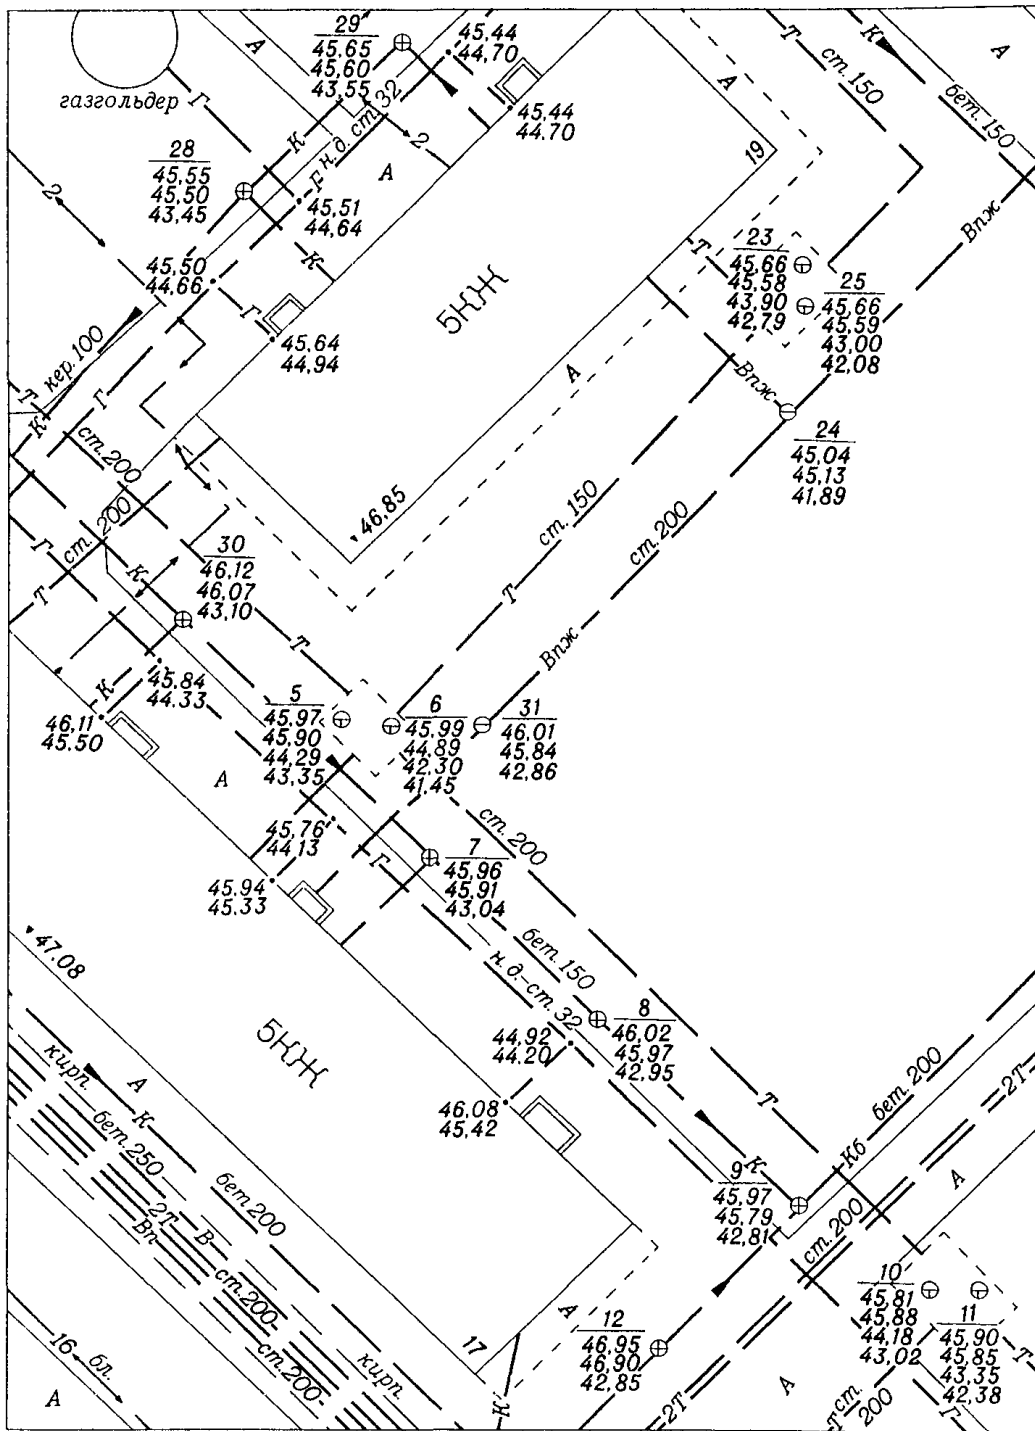 А
29
45,65
45,60
43,55
45,44
44,70
А
Т
ст. 150
К
А
бет. 150
газгольдер
Г
К
н.д. ст. 32
Г
2
45,44
44.70
19
28
45,55
45,50
43,45
А
2
45,51
44,64
К
Впж
Т
23
45,66
45,58
43,90
42,79
25
45,66
45,59
43,00
42,08
45,50
44,66
Г
5КЖ
45,64
44,94
кер. 100
А
Впж
Т
К
Г
24
45,04
45,13
41,89
ст. 200
46,85
ст. 150
ст. 200
ст. 200
Г
30
46,12
46,07
43,10
К
Т
Т
Т
Впж
45,84
44,33
К
46,11
45,50
5
45,97
45,90
44,29
43,35
6
45,99
44,89
42,30
41,45
31
46,01
45,84
42,86
А
45,76
44,13
Г
ст. 200
7
45,96
45,91
43,04
45.94
45.33
47.08
н. д.-ст. 32
бет. 150
8
46,02
45,97
42,95
44,92
44.20
5КЖ
46,08
45,42
кирп.
А
К
бет. 250
бет. 200
2Т
Вп
В
ст. 200
ст. 200
кирп.
Т
бет. 200
2Т
К
Кб
9
45,97
45,79
42,81
А
ст. 200
10
45,81
45,88
44,18
43,02
11
45,90
45,85
43,35
42,38
Т
А
12
46,95
46,90
42,85
17
16
бл.
А
К
2Т
А
Т
ст.
200
Г